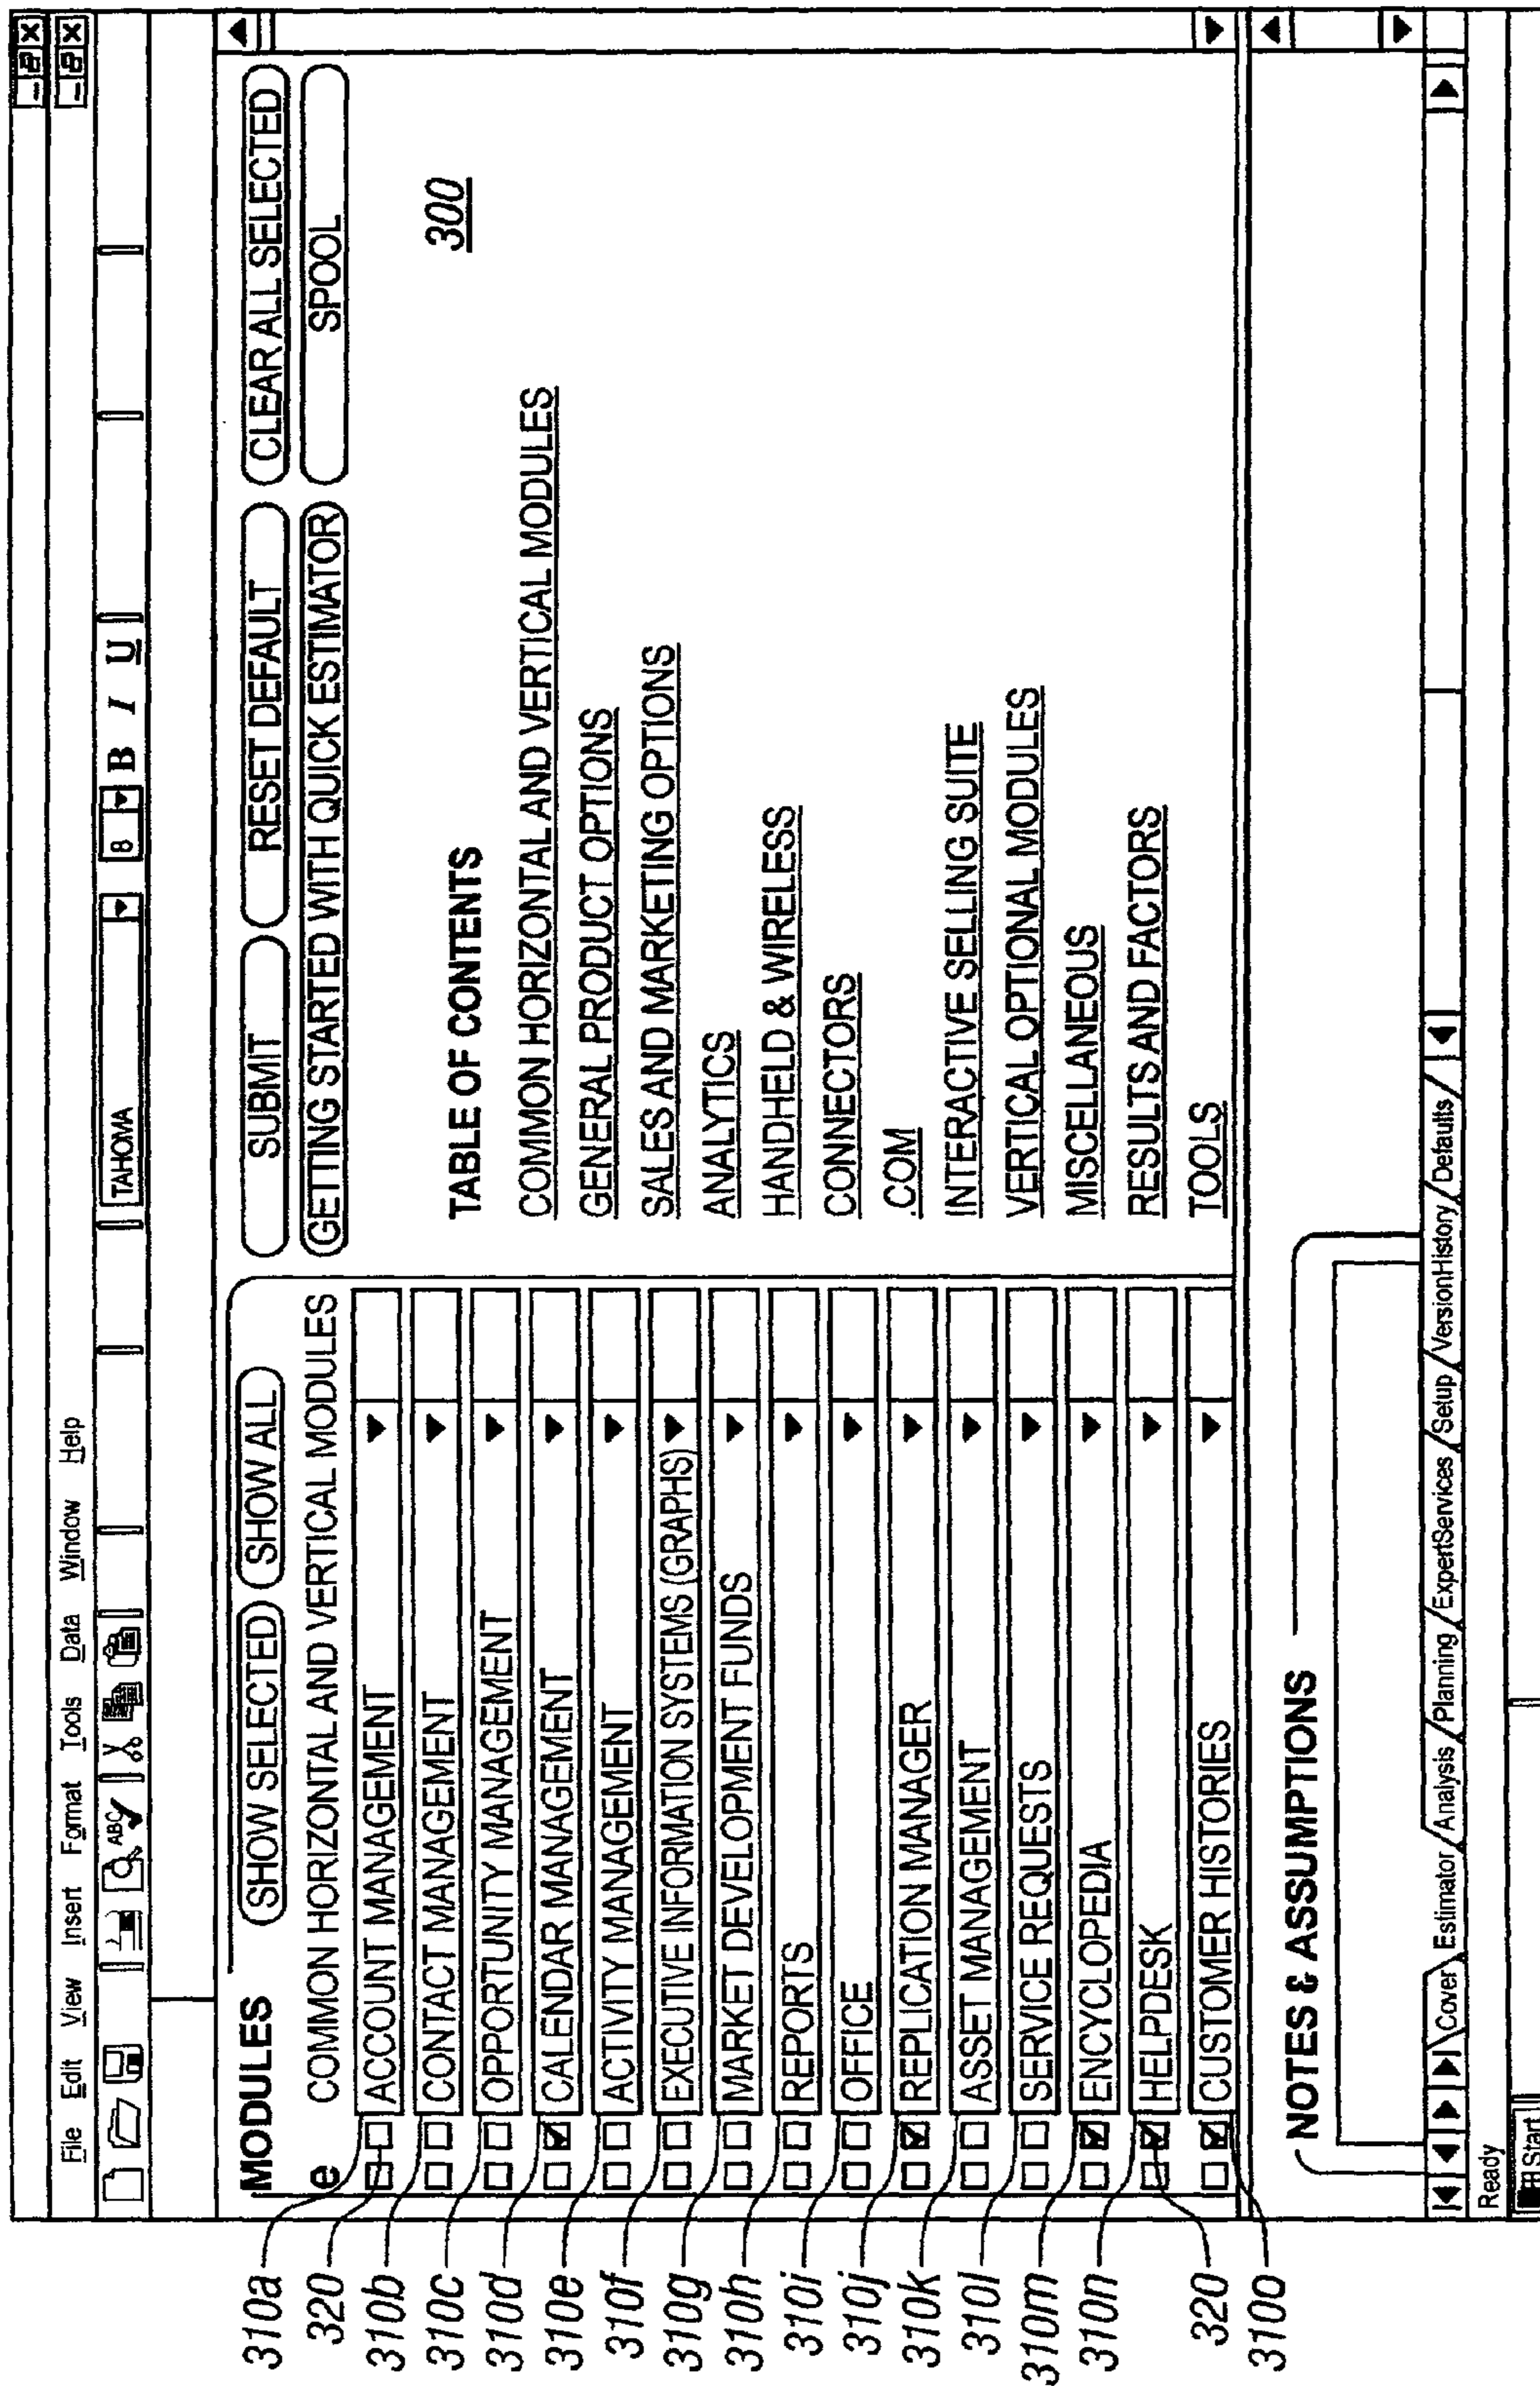 File Edit View Insert Format Tools Data Window Help
ABC TAHOMA 8 B I U
MODULES
SHOW SELECTED SHOW ALL
SUBMIT RESET DEFAULT CLEAR ALL SELECTED
GETTING STARTED WITH QUICK ESTIMATOR SPOOL
e COMMON HORIZONTAL AND VERTICAL MODULES
ACCOUNT MANAGEMENT
CONTACT MANAGEMENT
OPPORTUNITY MANAGEMENT
CALENDAR MANAGEMENT
ACTIVITY MANAGEMENT
EXECUTIVE INFORMATION SYSTEMS (GRAPHS)
MARKET DEVELOPMENT FUNDS
REPORTS
OFFICE
REPLICATION MANAGER
ASSET MANAGEMENT
SERVICE REQUESTS
ENCYCLOPEDIA
HELPDESK
CUSTOMER HISTORIES
300
TABLE OF CONTENTS
COMMON HORIZONTAL AND VERTICAL MODULES
GENERAL PRODUCT OPTIONS
SALES AND MARKETING OPTIONS
ANALYTICS
HANDHELD & WIRELESS
CONNECTORS
.COM
INTERACTIVE SELLING SUITE
VERTICAL OPTIONAL MODULES
MISCELLANEOUS
RESULTS AND FACTORS
TOOLS
NOTES & ASSUMPTIONS
Cover Estimator Analysis Planning ExpertServices Setup VersionHistory Defaults
Ready
Start
310a
320
310b
310c
310d
310e
310f
310g
310h
310i
310j
310k
310l
310m
310n
320
310o